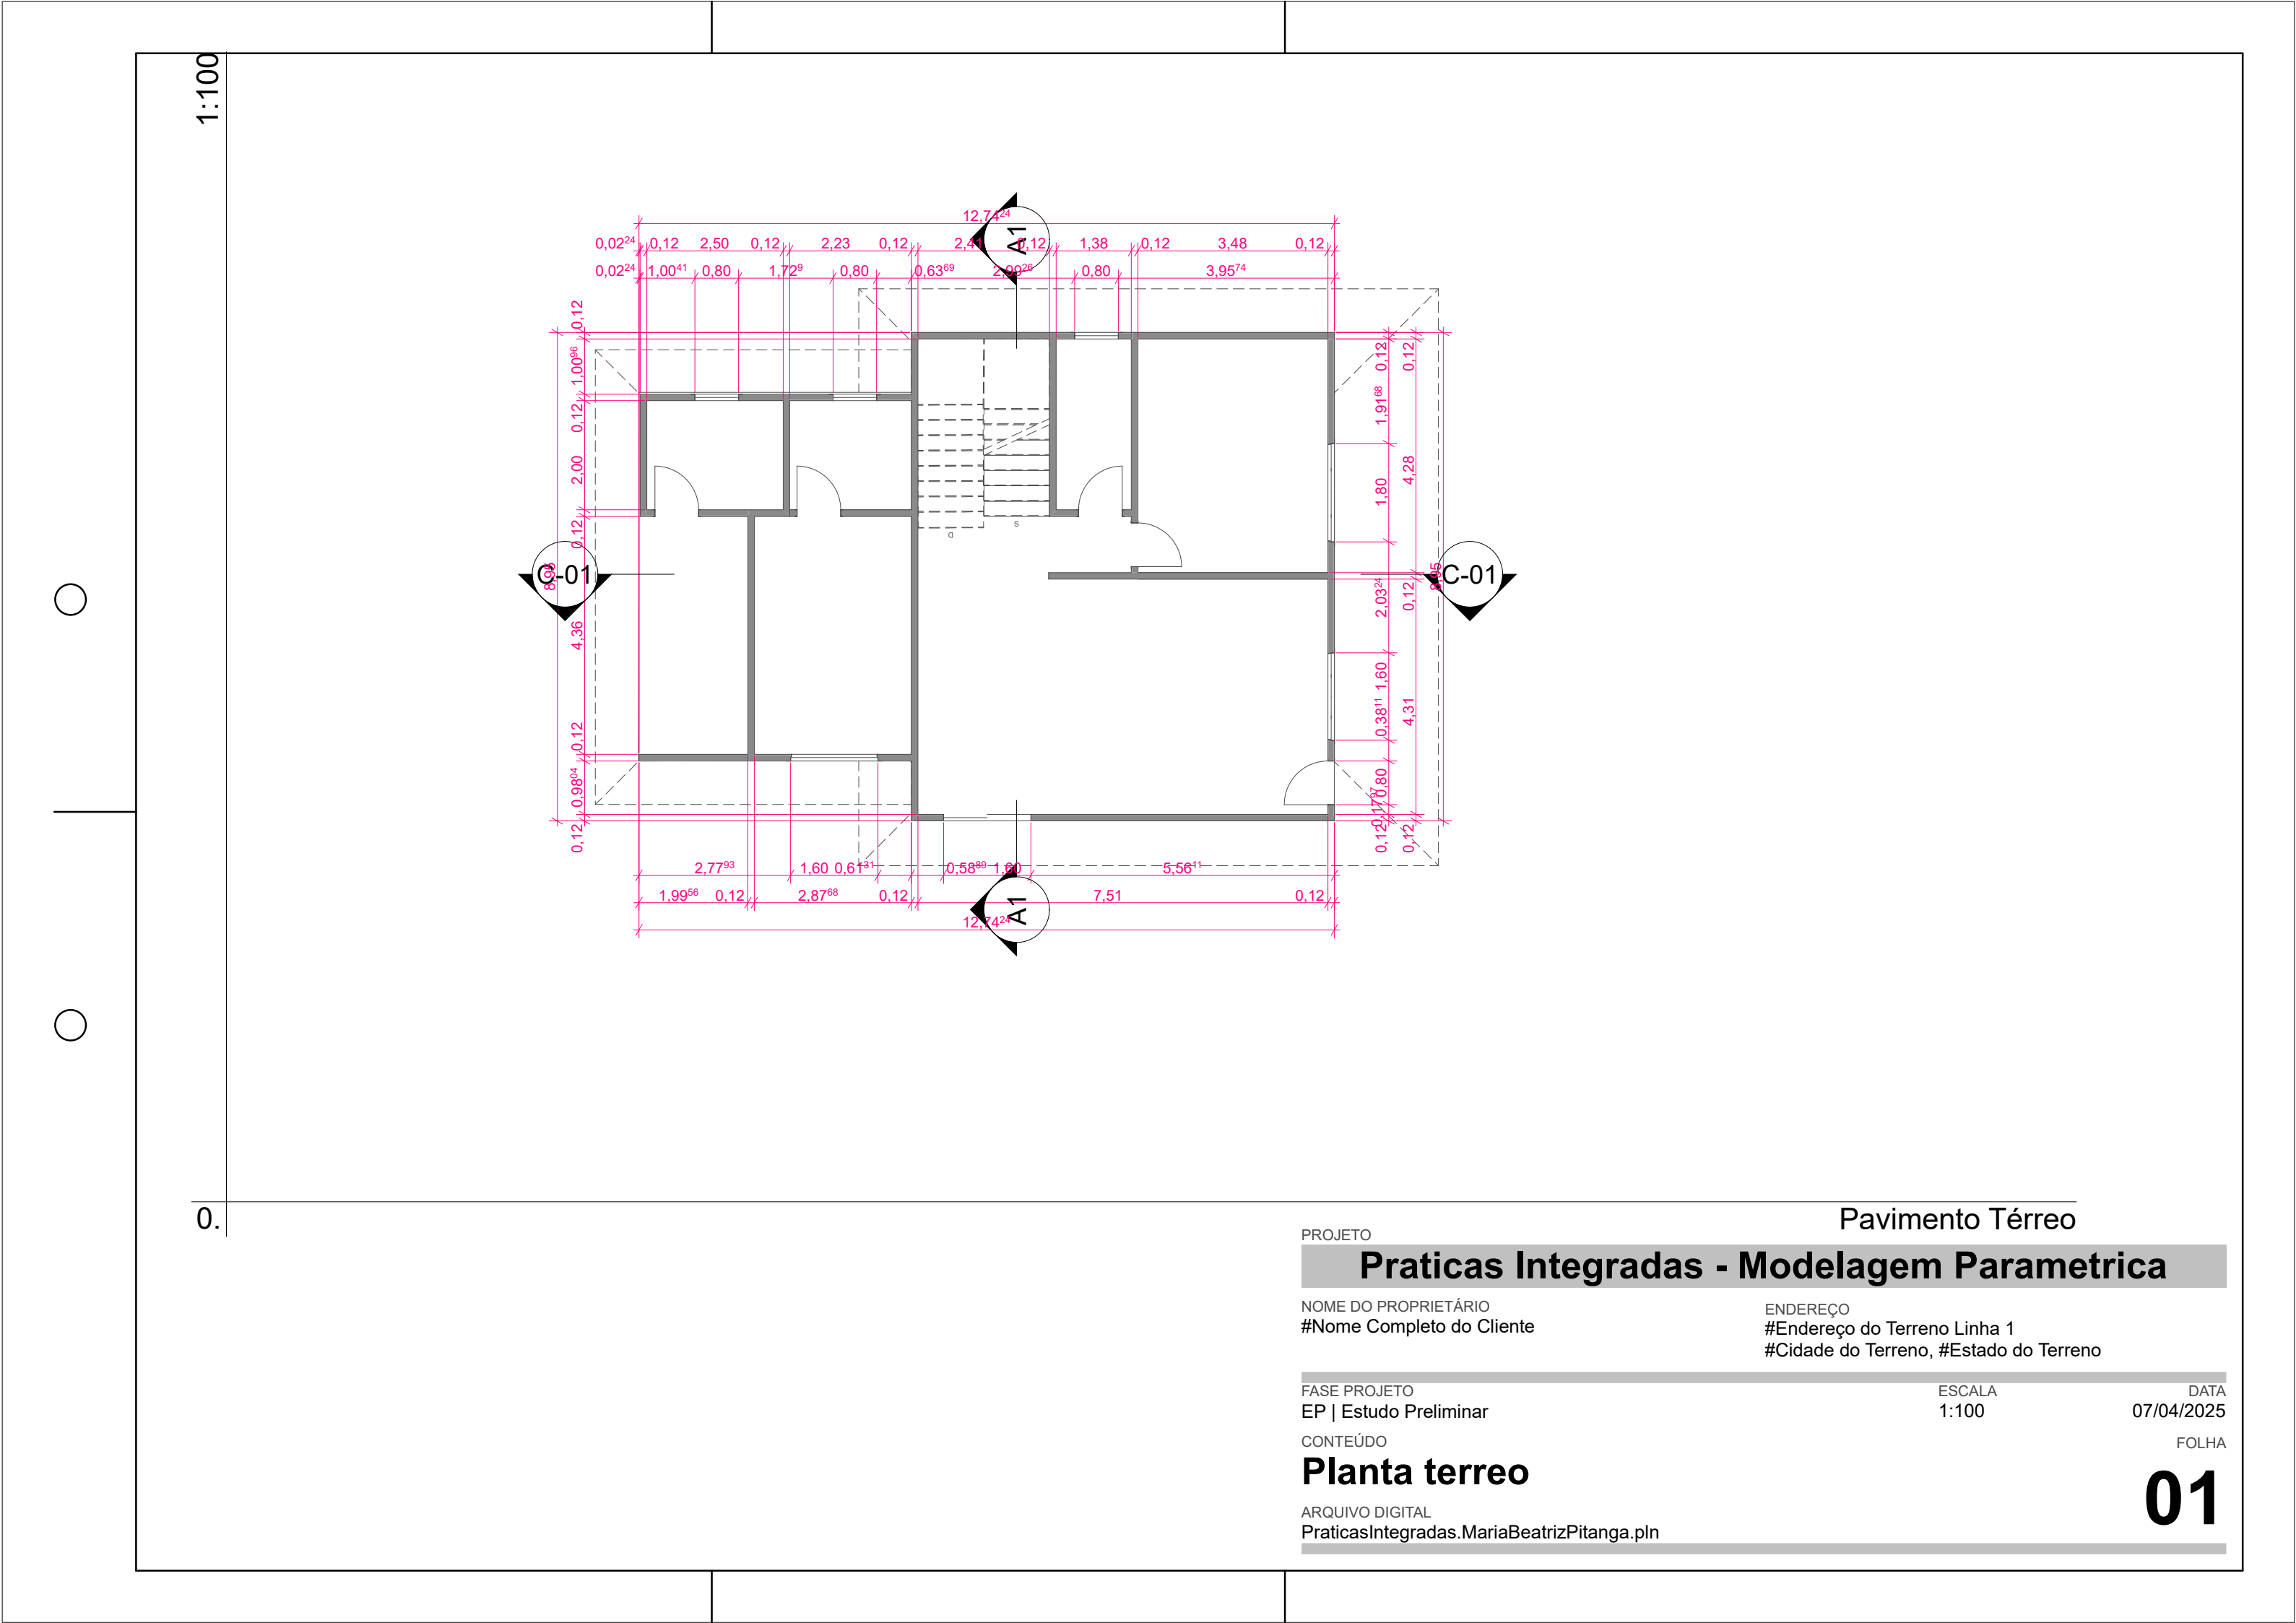 1:100
12,74²⁴
0,02²⁴ 0,12 2,50 0,12 2,23 0,12 2,41 0,12 1,38 0,12 3,48 0,12
0,02²⁴ 1,00⁴¹ 0,80 1,72⁹ 0,80 0,63⁶⁹ 2,99²⁶ 0,80 3,95⁷⁴
A1
0,12
1,00⁹⁶
0,12
2,00
0,12
4,36
0,12
0,98⁰⁴
0,12
8,95
C-01
D
S
0,12
1,91⁶⁸
1,80
2,03²⁴
1,60
0,38¹¹
0,80
0,17⁹⁷
0,12
0,12
4,28
0,12
4,31
0,12
8,95
C-01
2,77⁹³ 1,60 0,61³¹ 0,58⁸⁹ 1,60 5,56¹¹
1,99⁵⁶ 0,12 2,87⁶⁸ 0,12 7,51 0,12
12,74²⁴
A1
0.
Pavimento Térreo
PROJETO
Praticas Integradas - Modelagem Parametrica
NOME DO PROPRIETÁRIO
#Nome Completo do Cliente
ENDEREÇO
#Endereço do Terreno Linha 1
#Cidade do Terreno, #Estado do Terreno
FASE PROJETO
EP | Estudo Preliminar
ESCALA
1:100
DATA
07/04/2025
CONTEÚDO
Planta terreo
FOLHA
01
ARQUIVO DIGITAL
PraticasIntegradas.MariaBeatrizPitanga.pln